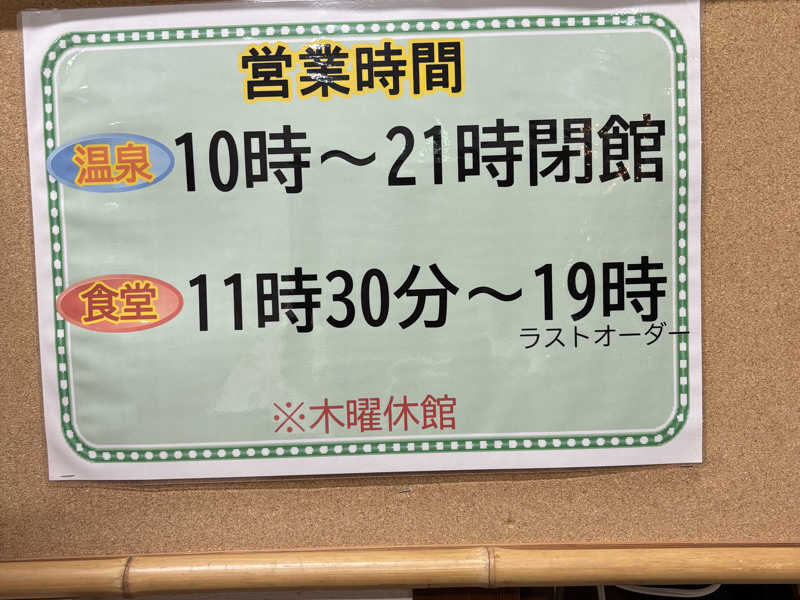 営業時間
温泉 10時～21時閉館
食堂 11時30分～19時
ラストオーダー
※木曜休館